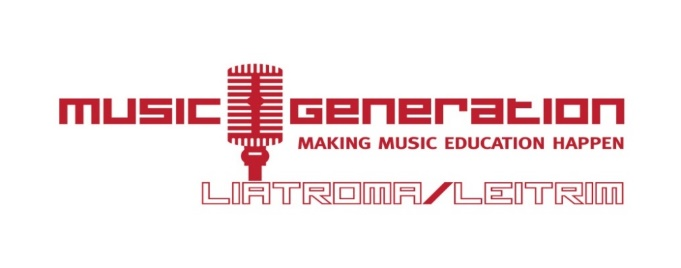 music generation
MAKING MUSIC EDUCATION HAPPEN
LIATROMA/LEITRIM